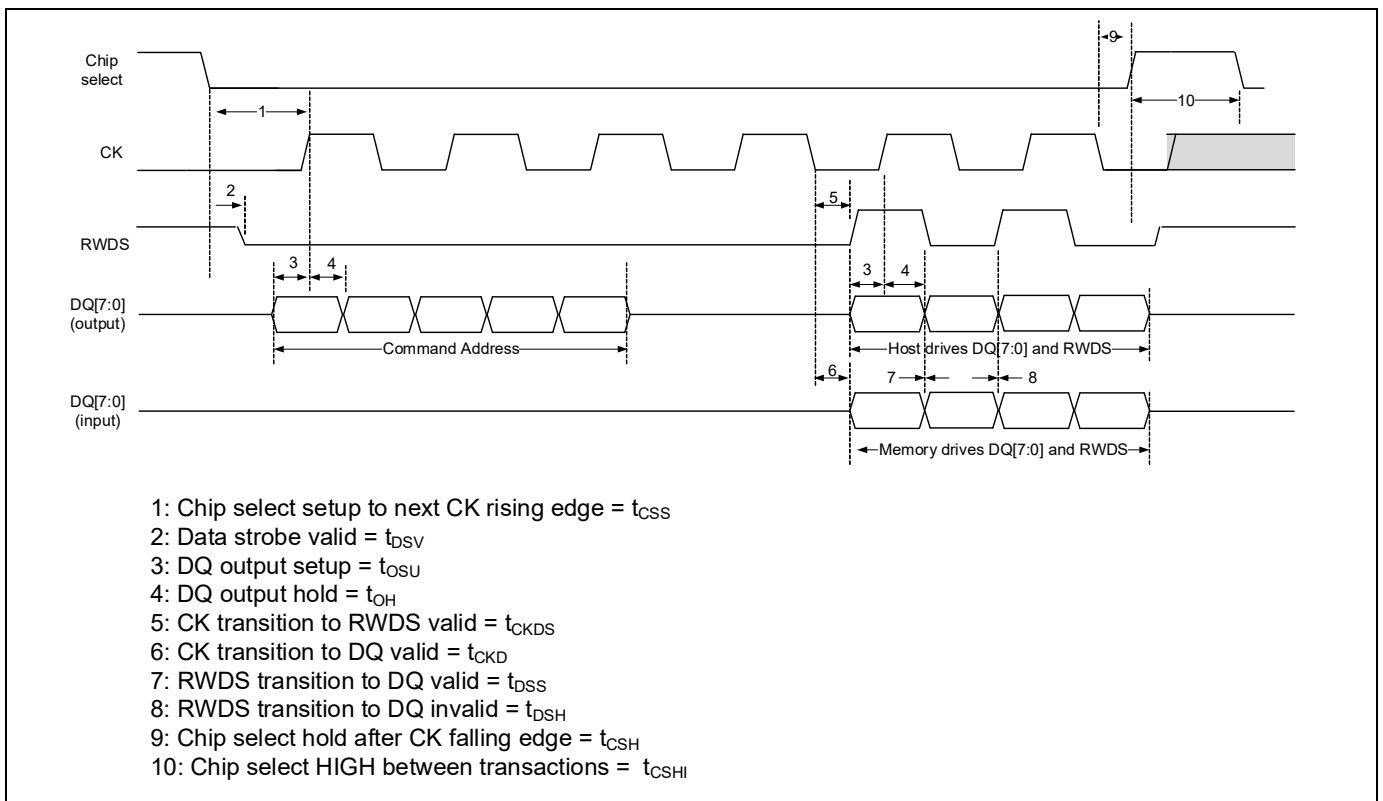 9
Chip
select
1
10
CK
2
5
RWDS
3 4
3 4
DQ[7:0]
(output)
Command Address
Host drives DQ[7:0] and RWDS
6
7
8
DQ[7:0]
(input)
Memory drives DQ[7:0] and RWDS
1: Chip select setup to next CK rising edge = tCSS
2: Data strobe valid = tDSV
3: DQ output setup = tOSU
4: DQ output hold = tOH
5: CK transition to RWDS valid = tCKDS
6: CK transition to DQ valid = tCKD
7: RWDS transition to DQ valid = tDSS
8: RWDS transition to DQ invalid = tDSH
9: Chip select hold after CK falling edge = tCSH
10: Chip select HIGH between transactions = tCSHI